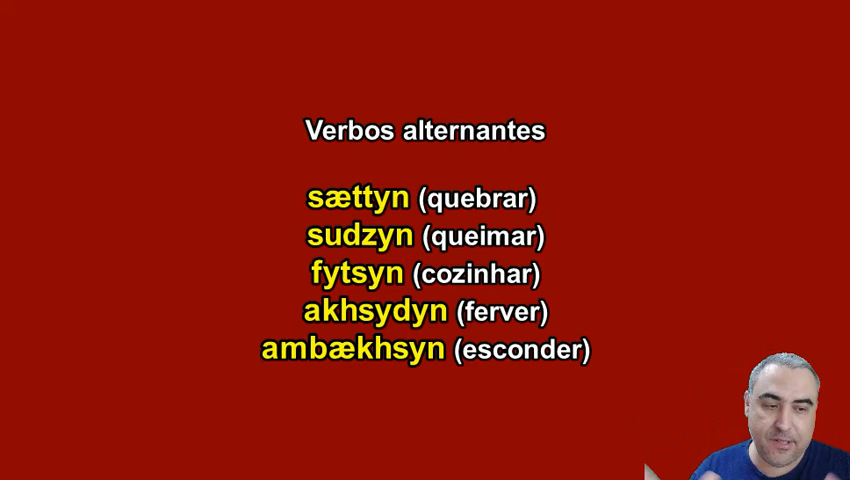 Verbos alternantes
sættyn (quebrar)
sudzyn (queimar)
fytsyn (cozinhar)
akhsydyn (ferver)
ambækhsyn (esconder)